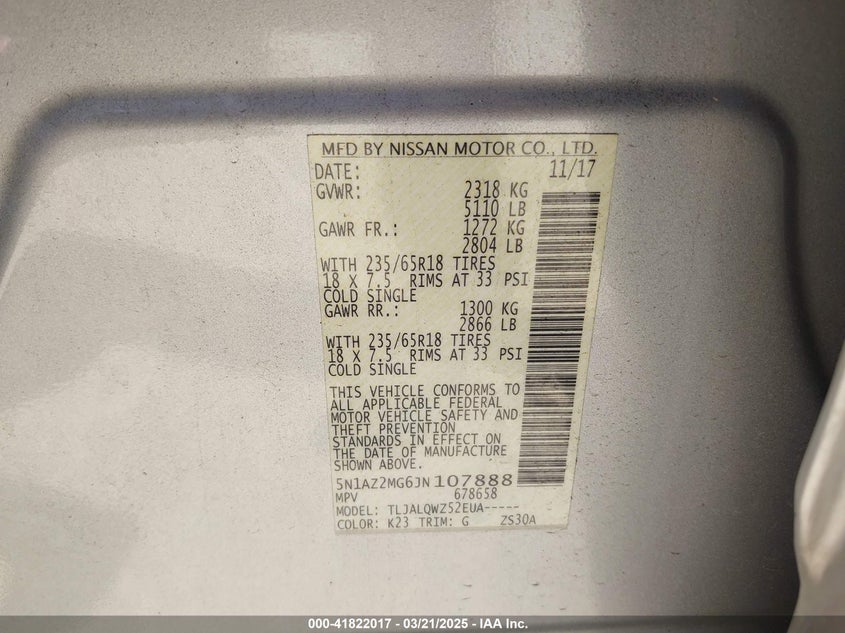 MFD BY NISSAN MOTOR CO., LTD.
DATE: 11/17
GVWR: 2318 KG
5110 LB
GAWR FR.: 1272 KG
2804 LB
WITH 235/65R18 TIRES
18 X 7.5 RIMS AT 33 PSI
COLD SINGLE
GAWR RR.: 1300 KG
2866 LB
WITH 235/65R18 TIRES
18 X 7.5 RIMS AT 33 PSI
COLD SINGLE
THIS VEHICLE CONFORMS TO
ALL APPLICABLE FEDERAL
MOTOR VEHICLE SAFETY AND
THEFT PREVENTION
STANDARDS IN EFFECT ON
THE DATE OF MANUFACTURE
SHOWN ABOVE.
5N1AZ2MG6JN107888
MPV 678658
MODEL: TLJALQWZ52EUA-----
COLOR: K23 TRIM: G ZS30A
000-41822017 - 03/21/2025 - IAA Inc.